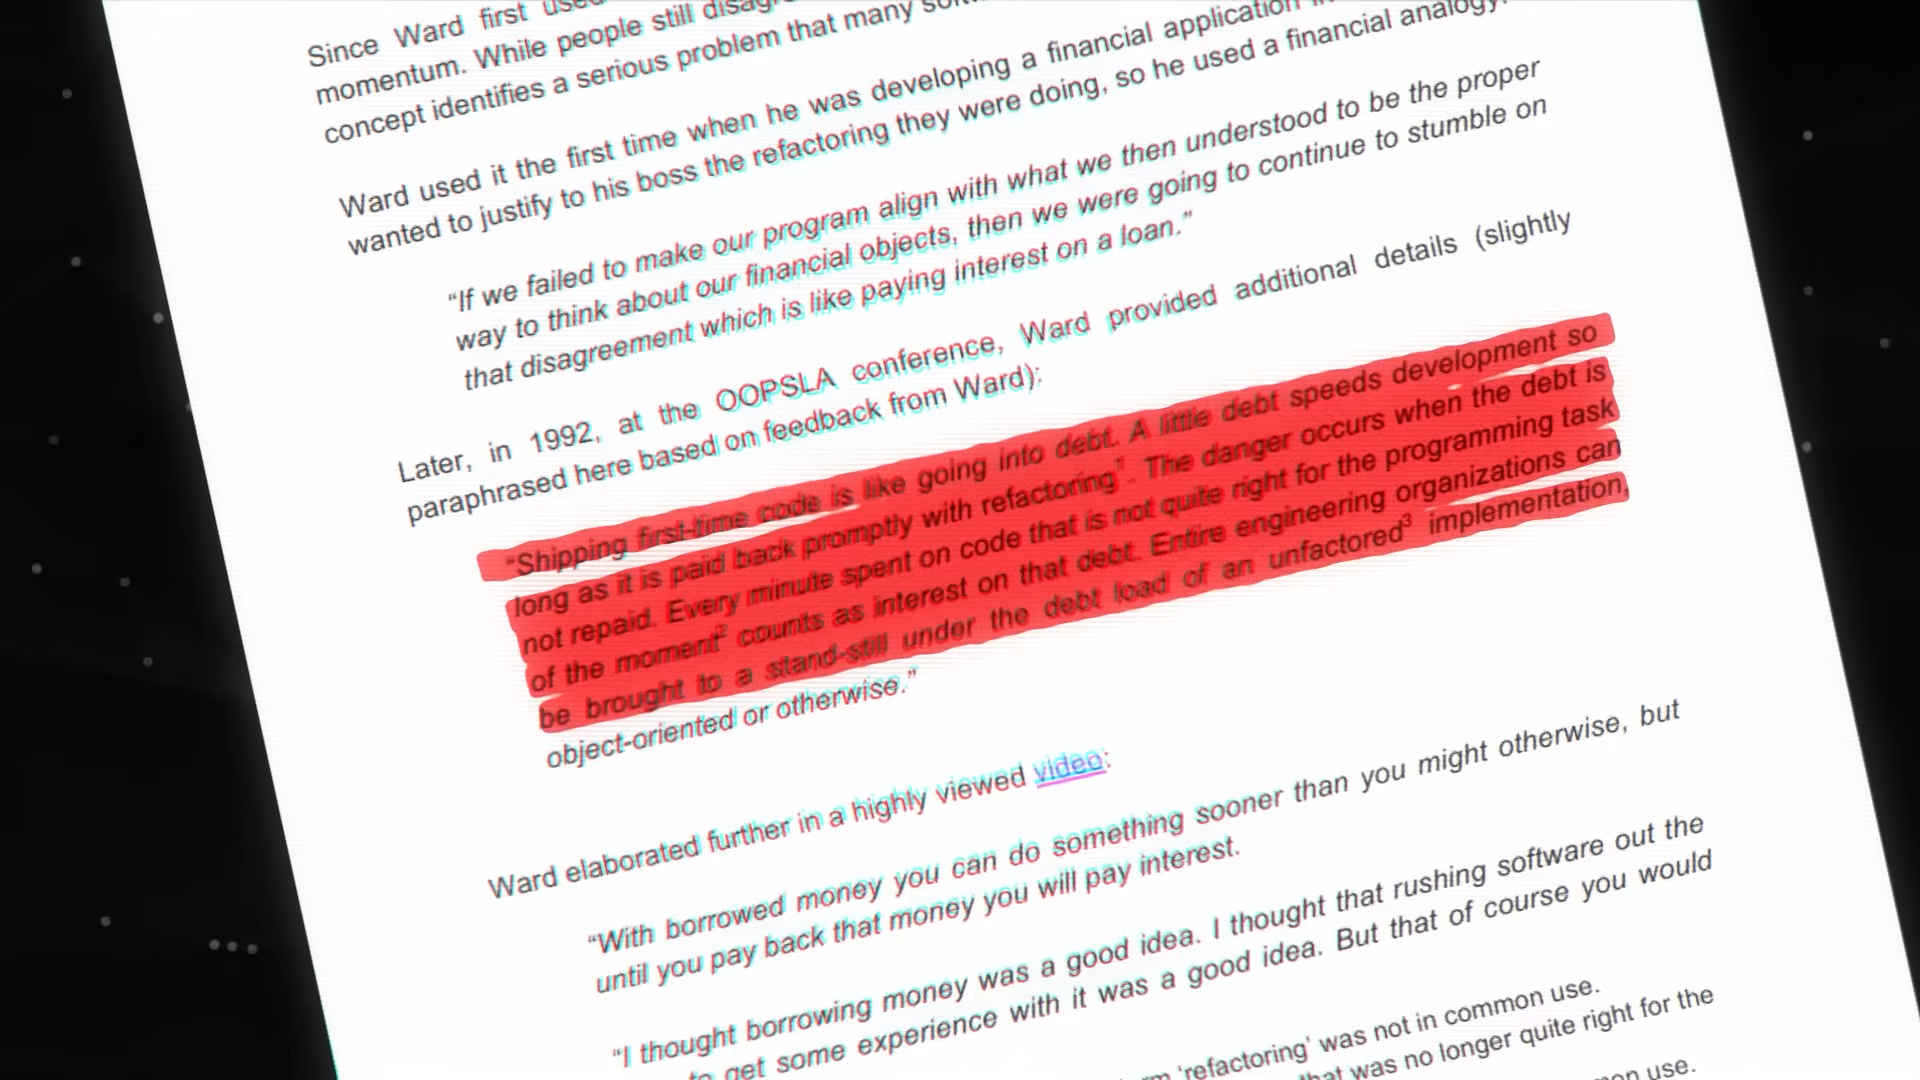 Since Ward first used
momentum. While people still
concept identifies a serious problem that many
Ward used it the first time when he was developing a financial application
wanted to justify to his boss the refactoring they were doing, so he used a financial analogy.
“If we failed to make our program align with what we then understood to be the proper
way to think about our financial objects, then we were going to continue to stumble on
that disagreement which is like paying interest on a loan.”
Later, in 1992, at the OOPSLA conference, Ward provided additional details (slightly
paraphrased here based on feedback from Ward):
“Shipping first-time code is like going into debt. A little debt speeds development so
long as it is paid back promptly with refactoring¹. The danger occurs when the debt is
not repaid. Every minute spent on code that is not quite right for the programming task
of the moment² counts as interest on that debt. Entire engineering organizations can
be brought to a stand-still under the debt load of an unfactored³ implementation,
object-oriented or otherwise.”
Ward elaborated further in a highly viewed video:
“With borrowed money you can do something sooner than you might otherwise, but
until you pay back that money you will pay interest.
“I thought borrowing money was a good idea. I thought that rushing software out the
to get some experience with it was a good idea. But that of course you would
‘refactoring’ was not in common use.
that was no longer quite right for the
use.